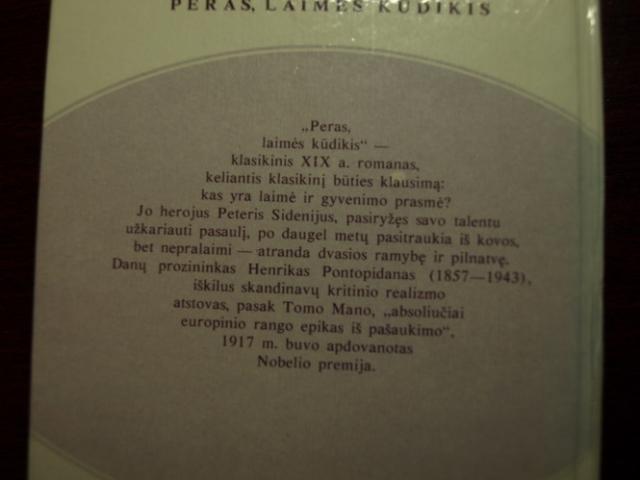 PERAS, LAIMĖS KŪDIKIS
„Peras,
laimės kūdikis“ —
klasikinis XIX a. romanas,
keliantis klasikinį būties klausimą:
kas yra laimė ir gyvenimo prasmė?
Jo herojus Peteris Sidenijus, pasiryžęs savo talentu
užkariauti pasaulį, po daugel metų pasitraukia iš kovos,
bet nepralaimi — atranda dvasios ramybę ir pilnatvę.
Danų prozininkas Henrikas Pontopidanas (1857—1943),
iškilus skandinavų kritinio realizmo
atstovas, pasak Tomo Mano, „absoliučiai
europinio rango epikas iš pašaukimo“,
1917 m. buvo apdovanotas
Nobelio premija.